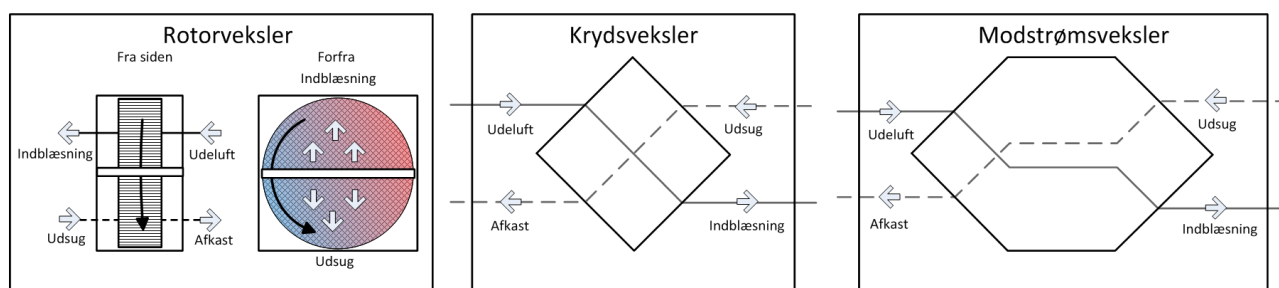 Rotorveksler
Fra siden
Forfra
Indblæsning
Indblæsning
Udeluft
Udsug
Afkast
Udsug
Krydsveksler
Udeluft
Udsug
Afkast
Indblæsning
Modstrømsveksler
Udeluft
Udsug
Afkast
Indblæsning